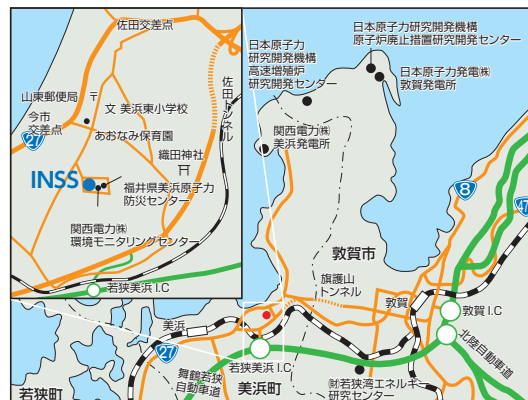 佐田交差点
山東郵便局
〒
文 美浜東小学校
今市
交差点
27
あおなみ保育園
佐田トンネル
織田神社
INSS
福井県美浜原子力
防災センター
関西電力㈱
環境モニタリングセンター
若狭美浜I.C
日本原子力研究開発機構
原子炉廃止措置研究開発センター
日本原子力
研究開発機構
高速増殖炉
研究開発センター
日本原子力発電㈱
敦賀発電所
関西電力㈱
美浜発電所
8
47
敦賀市
旗護山
トンネル
敦賀
敦賀I.C
北陸自動車道
美浜
27
舞鶴若狭
自動車道
若狭美浜I.C
美浜町
若狭町
㈶若狭湾エネルギー
研究センター